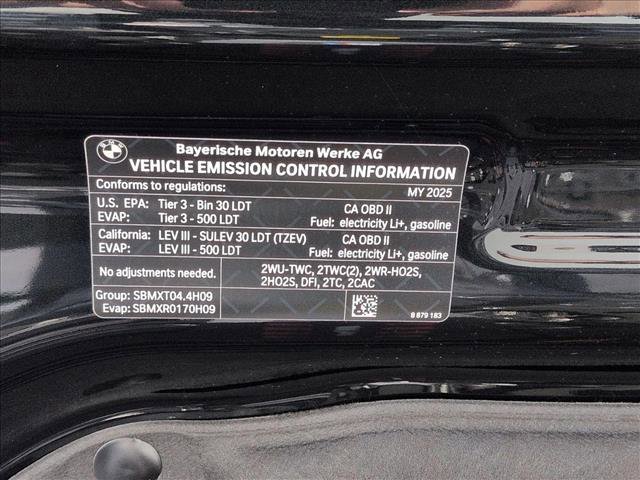 BMW
Bayerische Motoren Werke AG
VEHICLE EMISSION CONTROL INFORMATION
Conforms to regulations: MY 2025
U.S. EPA: Tier 3 - Bin 30 LDT CA OBD II
EVAP: Tier 3 - 500 LDT Fuel: electricity Li+, gasoline
California: LEV III - SULEV 30 LDT (TZEV) CA OBD II
EVAP: LEV III - 500 LDT Fuel: electricity Li+, gasoline
No adjustments needed. 2WU-TWC, 2TWC(2), 2WR-HO2S,
2HO2S, DFI, 2TC, 2CAC
Group: SBMXT04.4H09
Evap: SBMXR0170H09 8 879 183